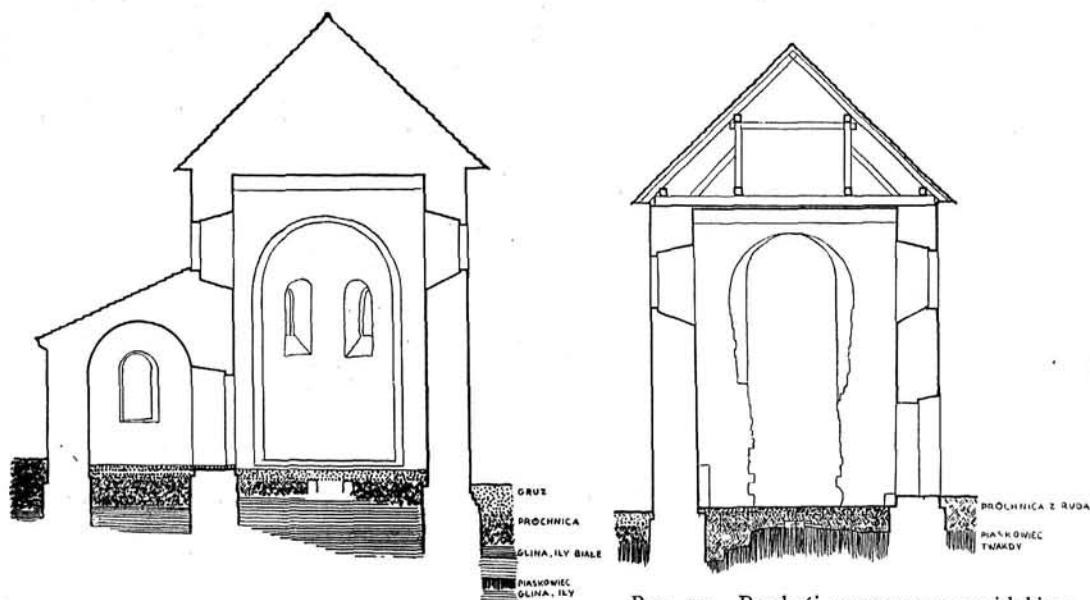 GRUZ
PRÓCHNICA
GLINA, IŁY BIAŁE
PIASKOWIEC
GLINA, IŁY
PRÓCHNICA Z RUDĄ
PIASKOWIEC
TWARDY